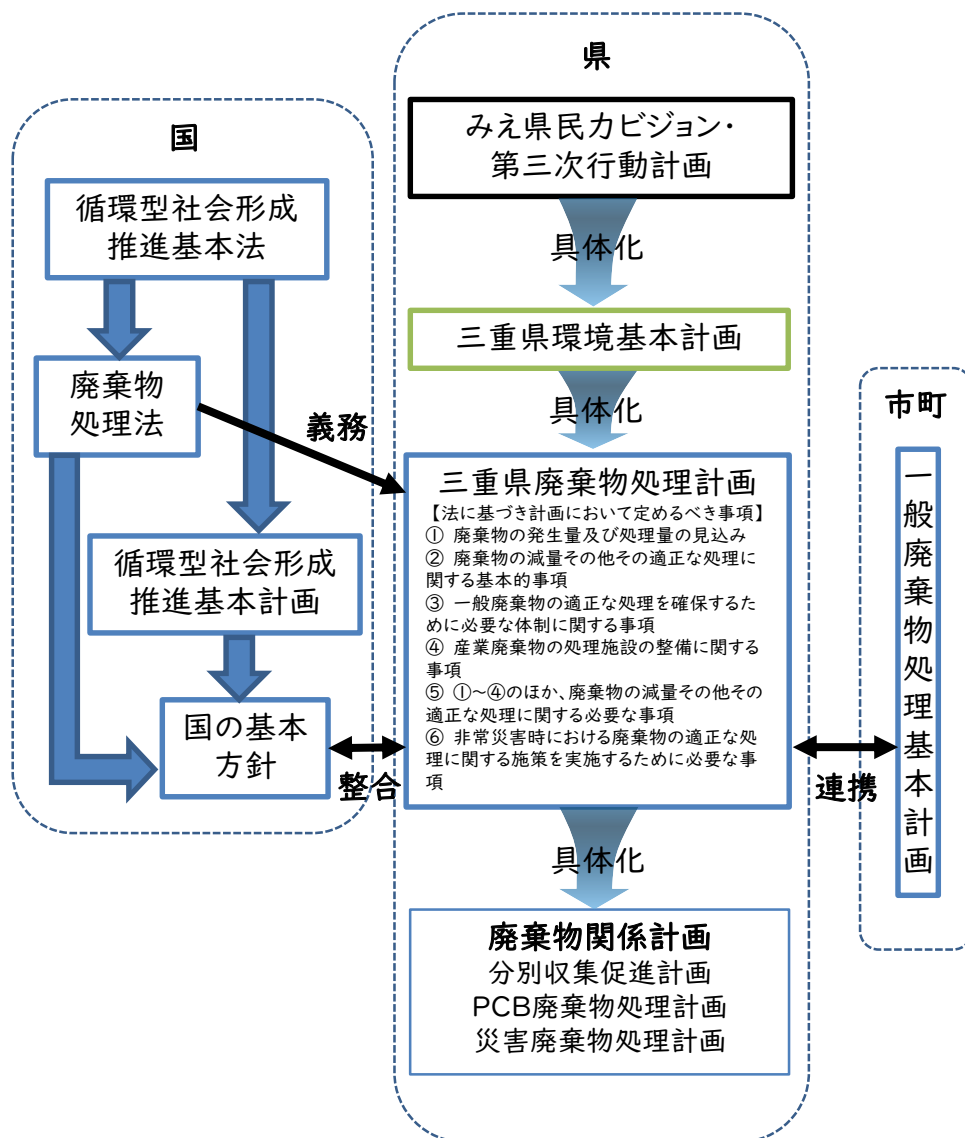 国
循環型社会形成
推進基本法
廃棄物
処理法
義務
循環型社会形成
推進基本計画
国の基本
方針
整合
県
みえ県民力ビジョン・
第三次行動計画
具体化
三重県環境基本計画
具体化
三重県廃棄物処理計画
【法に基づき計画において定めるべき事項】
① 廃棄物の発生量及び処理量の見込み
② 廃棄物の減量その他その適正な処理に
関する基本的事項
③ 一般廃棄物の適正な処理を確保するた
めに必要な体制に関する事項
④ 産業廃棄物の処理施設の整備に関する
事項
⑤ ①～④のほか、廃棄物の減量その他その
適正な処理に関する必要な事項
⑥ 非常災害時における廃棄物の適正な処
理に関する施策を実施するために必要な事
項
具体化
廃棄物関係計画
分別収集促進計画
PCB廃棄物処理計画
災害廃棄物処理計画
連携
市町
一般廃棄物処理基本計画